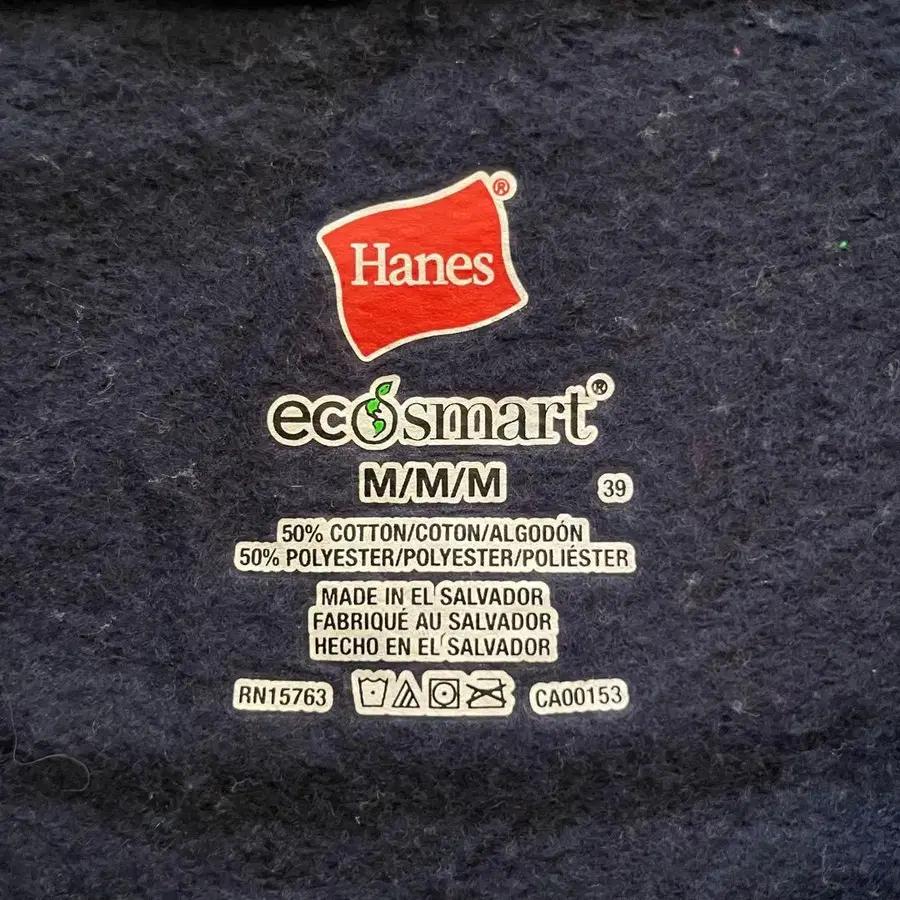 Hanes®
ecosmart®
M/M/M 39
50% COTTON/COTON/ALGODÓN
50% POLYESTER/POLYESTER/POLIÉSTER
MADE IN EL SALVADOR
FABRIQUÉ AU SALVADOR
HECHO EN EL SALVADOR
RN15763 CA00153